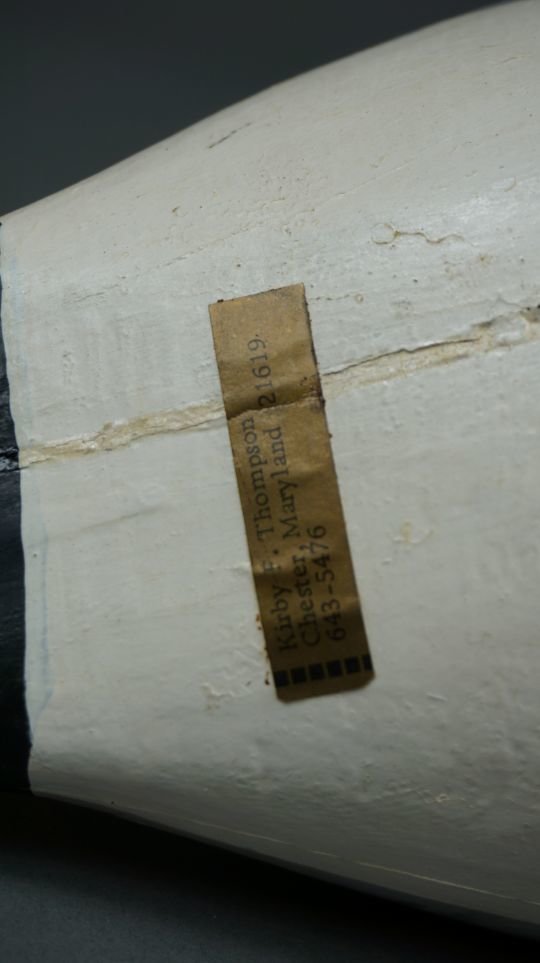 Kirby F. Thompson
Chester, Maryland 21619
643-5476